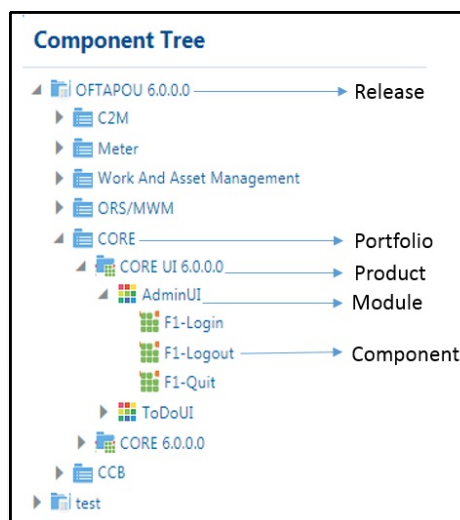 Component Tree
OFTAPOU 6.0.0.0 Release
C2M
Meter
Work And Asset Management
ORS/MWM
CORE Portfolio
CORE UI 6.0.0.0 Product
AdminUI Module
F1-Login
F1-Logout Component
F1-Quit
ToDoUI
CORE 6.0.0.0
CCB
test